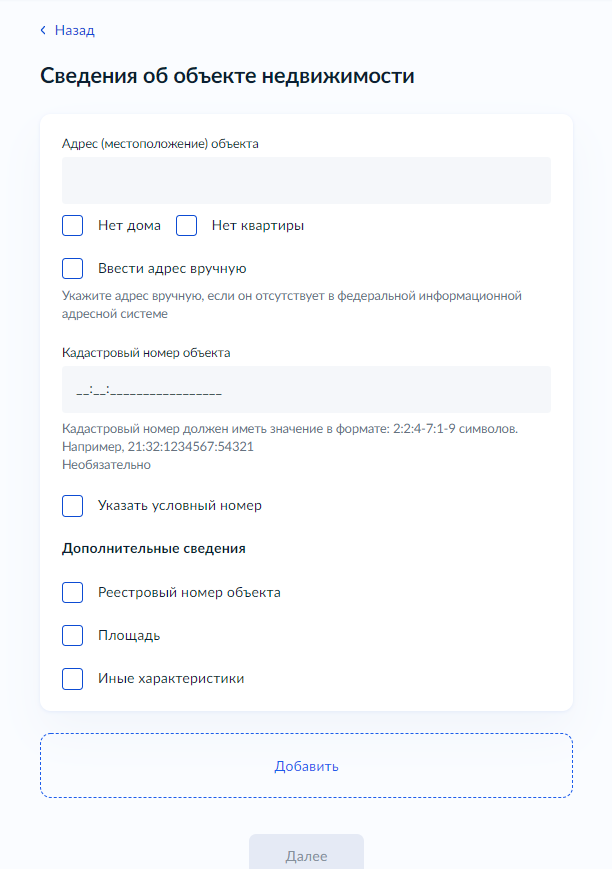 Назад
Сведения об объекте недвижимости
Адрес (местоположение) объекта
Нет дома Нет квартиры
Ввести адрес вручную
Укажите адрес вручную, если он отсутствует в федеральной информационной
адресной системе
Кадастровый номер объекта
__:__:_________________
Кадастровый номер должен иметь значение в формате: 2:2:4-7:1-9 символов.
Например, 21:32:1234567:54321
Необязательно
Указать условный номер
Дополнительные сведения
Реестровый номер объекта
Площадь
Иные характеристики
Добавить
Далее